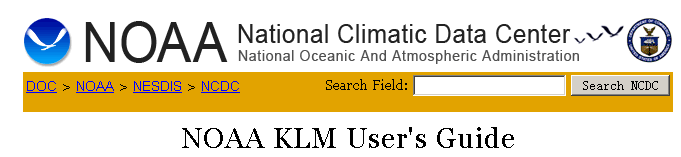 NOAA National Climatic Data Center
National Oceanic And Atmospheric Administration
DOC > NOAA > NESDIS > NCDC Search Field: Search NCDC
NOAA KLM User's Guide